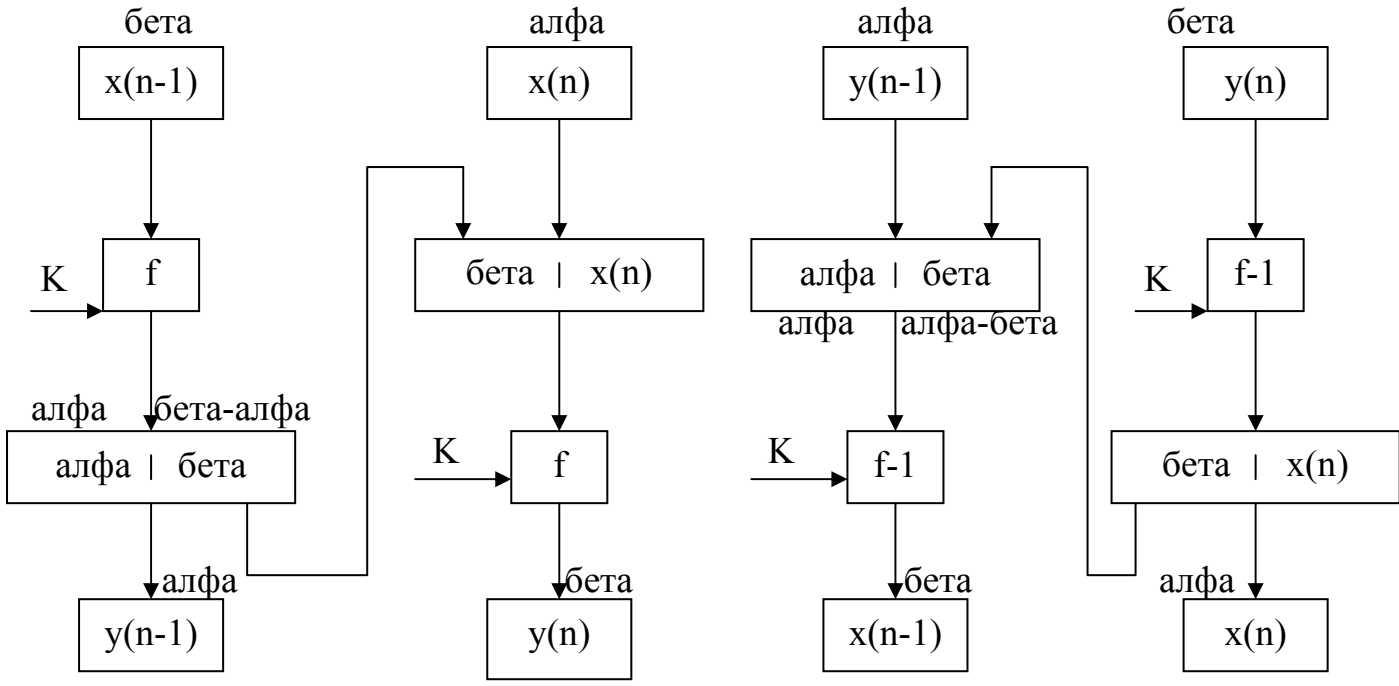 бета алфа алфа бета
x(n-1) x(n) y(n-1) y(n)
K f бета | x(n) алфа | бета K f-1
алфа алфа-бета
алфа бета-алфа
алфа | бета K f K f-1 бета | x(n)
алфа бета бета алфа
y(n-1) y(n) x(n-1) x(n)